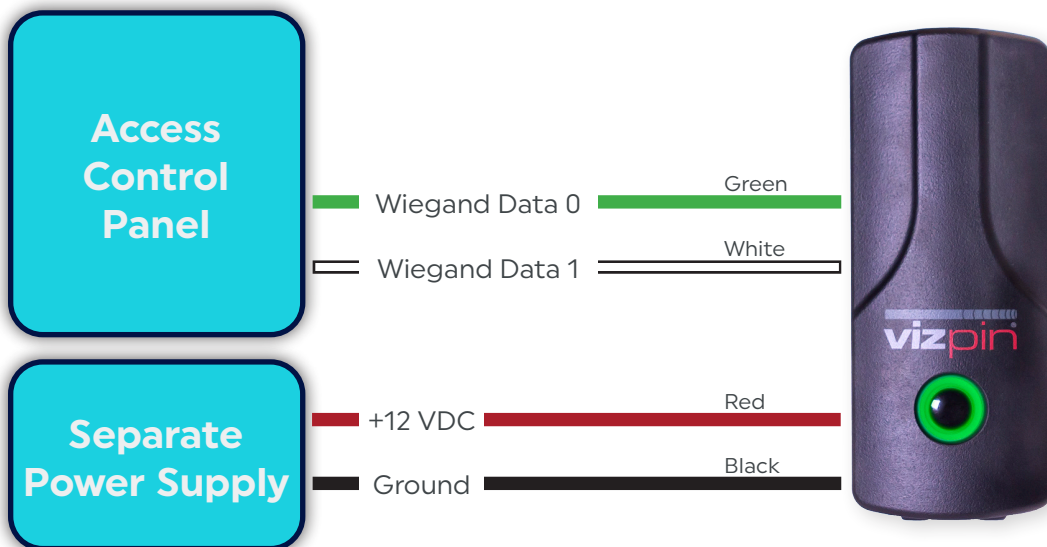 Access
Control
Panel
Wiegand Data 0
Green
Wiegand Data 1
White
vizpin
Separate
Power Supply
+12 VDC
Red
Ground
Black